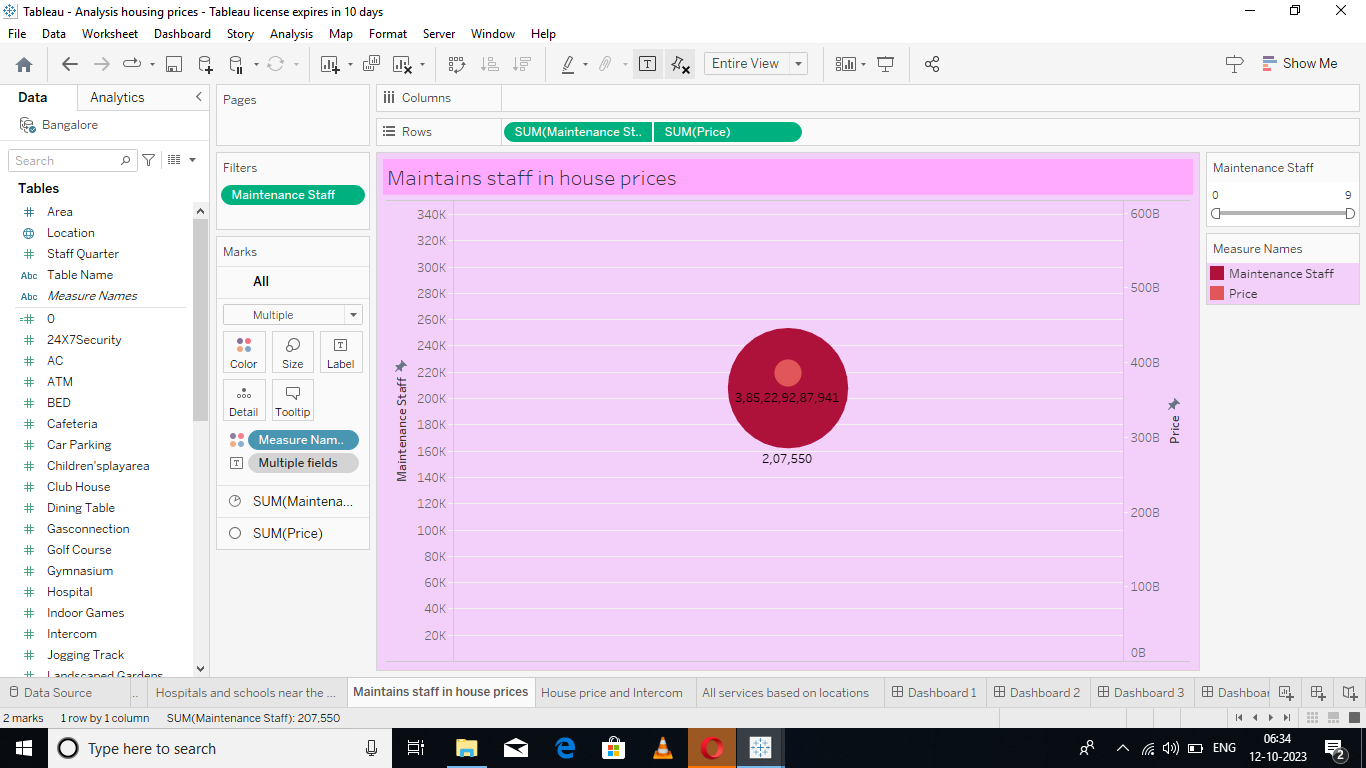 Tableau - Analysis housing prices - Tableau license expires in 10 days
File Data Worksheet Dashboard Story Analysis Map Format Server Window Help
Entire View
Show Me
Data Analytics
Bangalore
Search
Tables
Area
Location
Staff Quarter
Abc Table Name
Abc Measure Names
0
24X7Security
AC
ATM
BED
Cafeteria
Car Parking
Children'splayarea
Club House
Dining Table
Gasconnection
Golf Course
Gymnasium
Hospital
Indoor Games
Intercom
Jogging Track
Landscaped Gardens
Pages
Filters
Maintenance Staff
Marks
All
Multiple
Color Size Label
Detail Tooltip
Measure Nam..
Multiple fields
SUM(Maintena...
SUM(Price)
Columns
Rows
SUM(Maintenance St.. SUM(Price)
Maintains staff in house prices
340K
320K
300K
280K
260K
240K
220K
200K
180K
160K
140K
120K
100K
80K
60K
40K
20K
Maintenance Staff
3,85,22,92,87,941
2,07,550
600B
500B
400B
300B
200B
100B
0B
Price
Maintenance Staff
0 9
Measure Names
Maintenance Staff
Price
Data Source .. Hospitals and schools near the ... Maintains staff in house prices House price and Intercom All services based on locations Dashboard 1 Dashboard 2 Dashboard 3 Dashboar
2 marks 1 row by 1 column SUM(Maintenance Staff): 207,550
Type here to search
ENG
06:34
12-10-2023
2